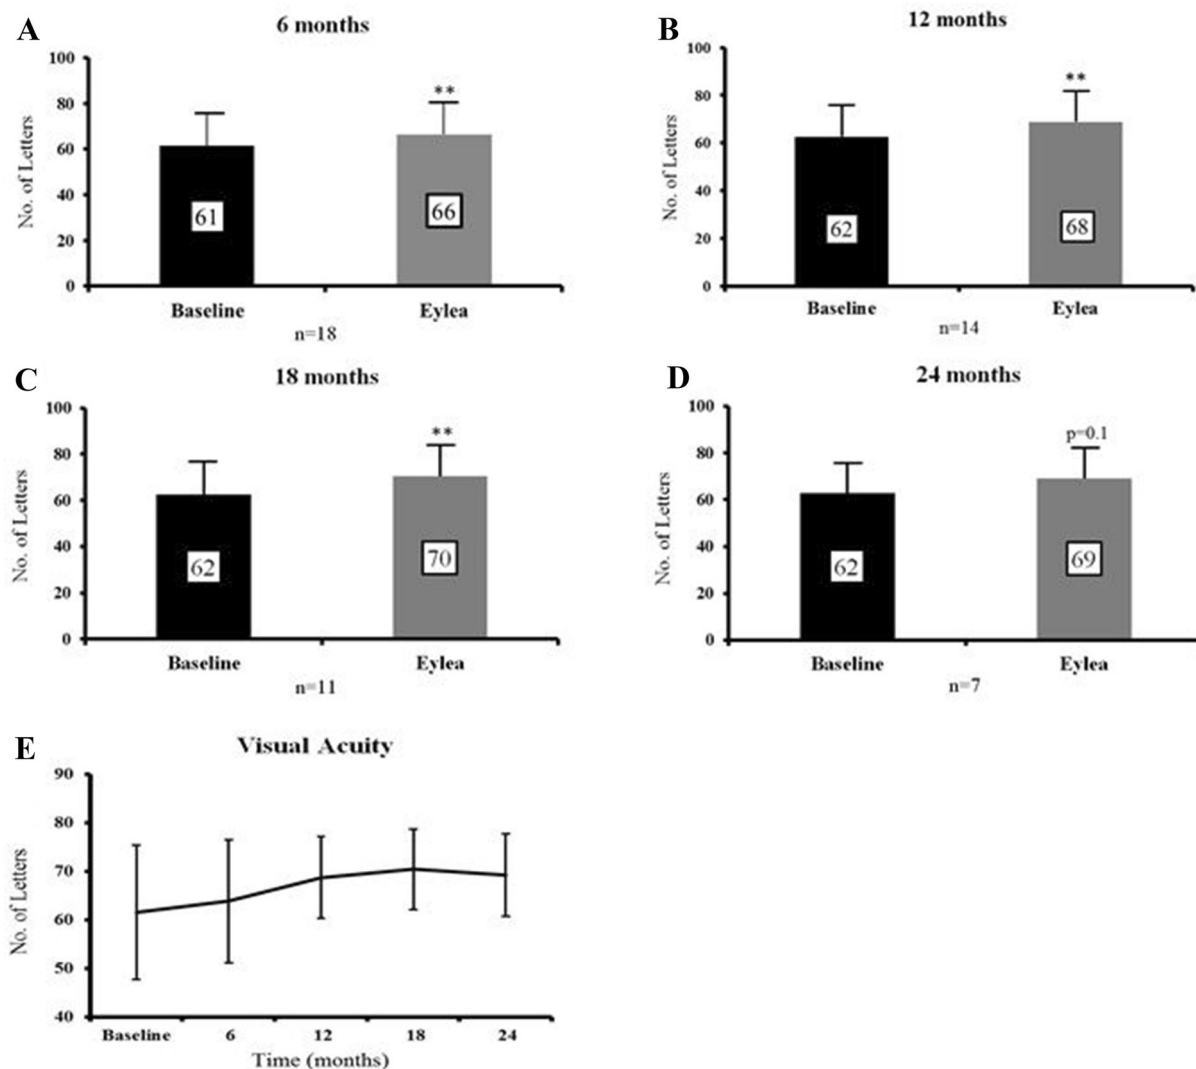 A
6 months
100
80
60
40
20
0
No. of Letters
**
61
66
Baseline
Eylea
n=18
B
12 months
100
80
60
40
20
0
No. of Letters
**
62
68
Baseline
Eylea
n=14
C
18 months
100
80
60
40
20
0
No. of Letters
**
62
70
Baseline
Eylea
n=11
D
24 months
100
80
60
40
20
0
No. of Letters
p=0.1
62
69
Baseline
Eylea
n=7
E
Visual Acuity
90
80
70
60
50
40
No. of Letters
Baseline 6 12 18 24
Time (months)